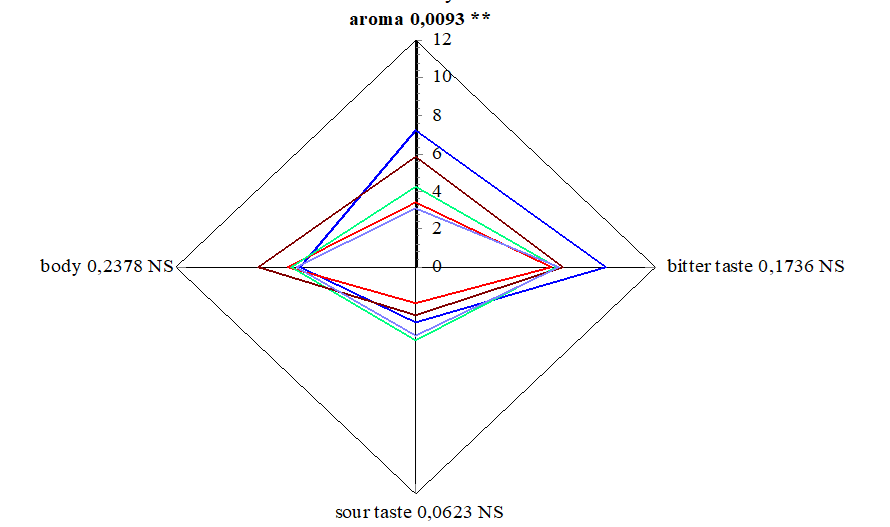 aroma 0,0093 **
12
10
8
6
4
2
0
body 0,2378 NS
bitter taste 0,1736 NS
sour taste 0,0623 NS